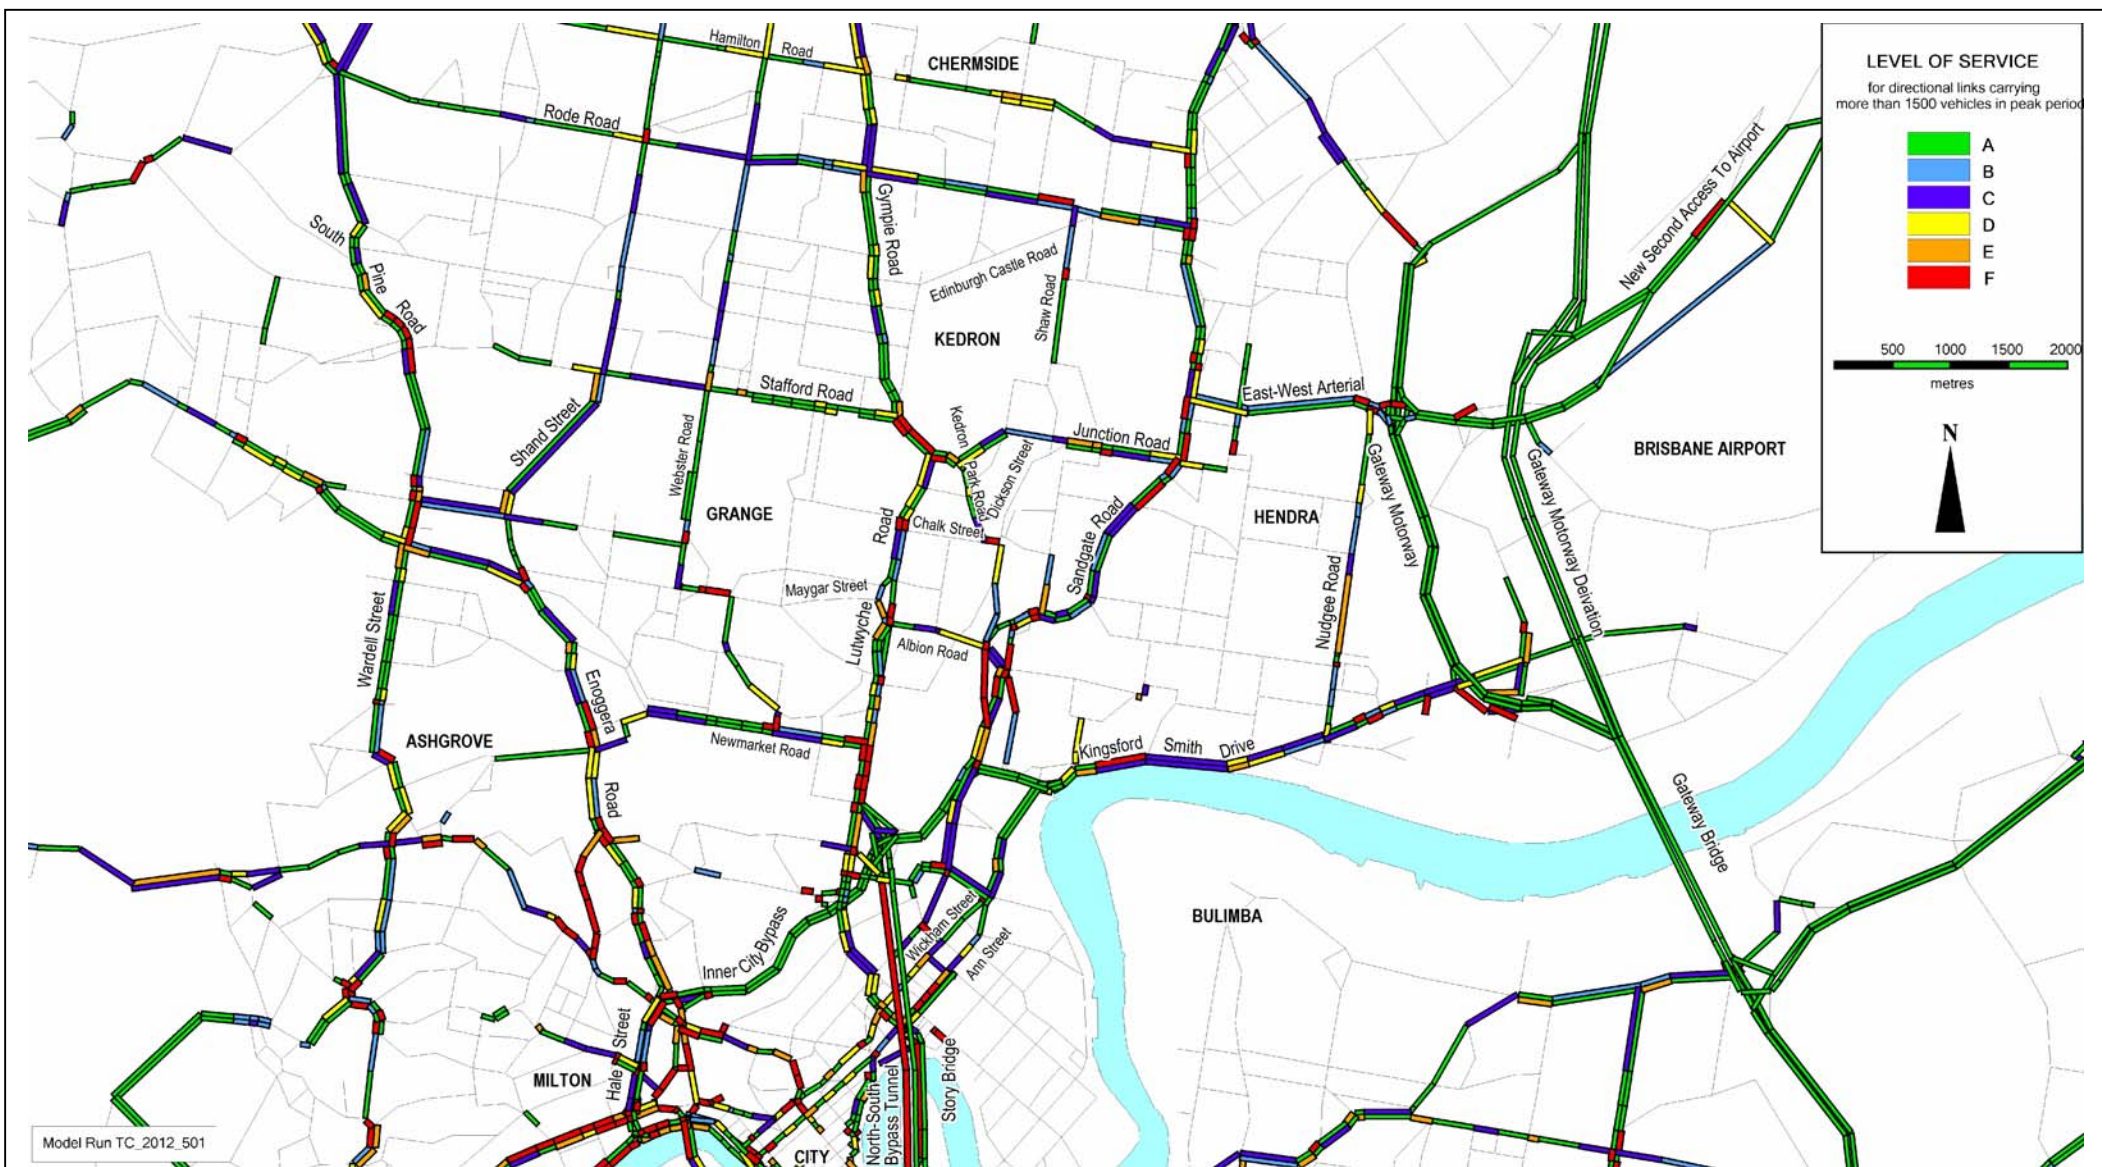 Hamilton Road
CHERMSIDE
Rode Road
South Pine Road
Gympie Road
Edinburgh Castle Road
Shaw Road
KEDRON
New Second Access To Airport
Stafford Road
East-West Arterial
Shand Street
Webster Road
Kedron Park Road
Junction Road
Dickson Street
GRANGE
Chalk Street
Sandgate Road
HENDRA
Gateway Motorway
Gateway Motorway Deivation
BRISBANE AIRPORT
Nudgee Road
Maygar Street
Lutwyche Road
Albion Road
Wardell Street
Enoggera Road
ASHGROVE
Newmarket Road
Kingsford Smith Drive
Gateway Bridge
BULIMBA
Inner City Bypass
Wickham Street
Ann Street
Hale Street
MILTON
North-South
Bypass Tunnel
Story Bridge
CITY
Model Run TC_2012_501
LEVEL OF SERVICE
for directional links carrying
more than 1500 vehicles in peak period
A
B
C
D
E
F
500 1000 1500 2000
metres
N